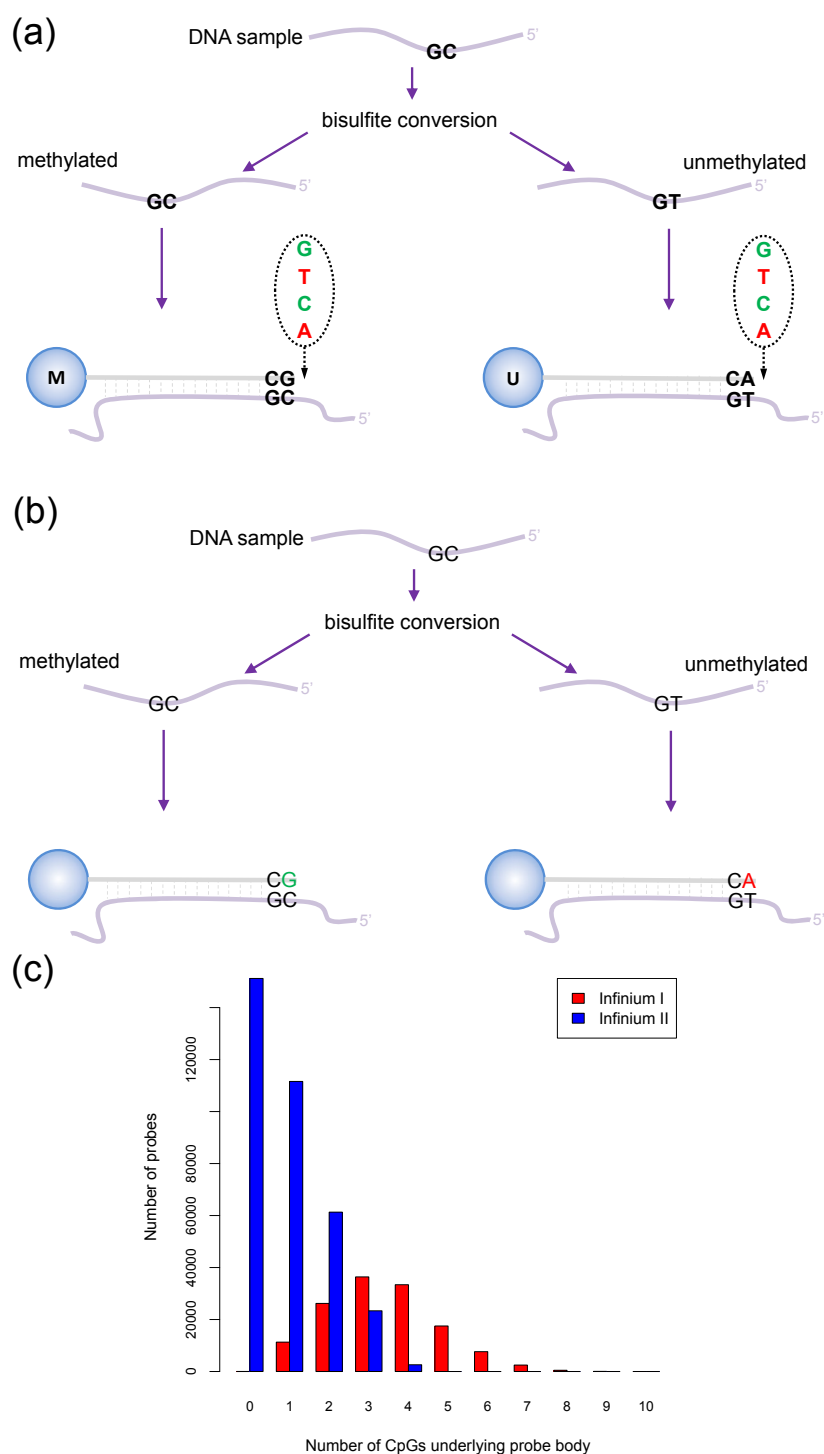 (a)
DNA sample
GC
5'
bisulfite conversion
methylated
unmethylated
GC
5'
GT
5'
G
T
C
A
G
T
C
A
M
CG
GC
5'
U
CA
GT
5'
(b)
DNA sample
GC
5'
bisulfite conversion
methylated
unmethylated
GC
5'
GT
5'
CG
GC
5'
CA
GT
5'
(c)
Infinium I
Infinium II
Number of probes
120000
80000
60000
40000
20000
0
0 1 2 3 4 5 6 7 8 9 10
Number of CpGs underlying probe body